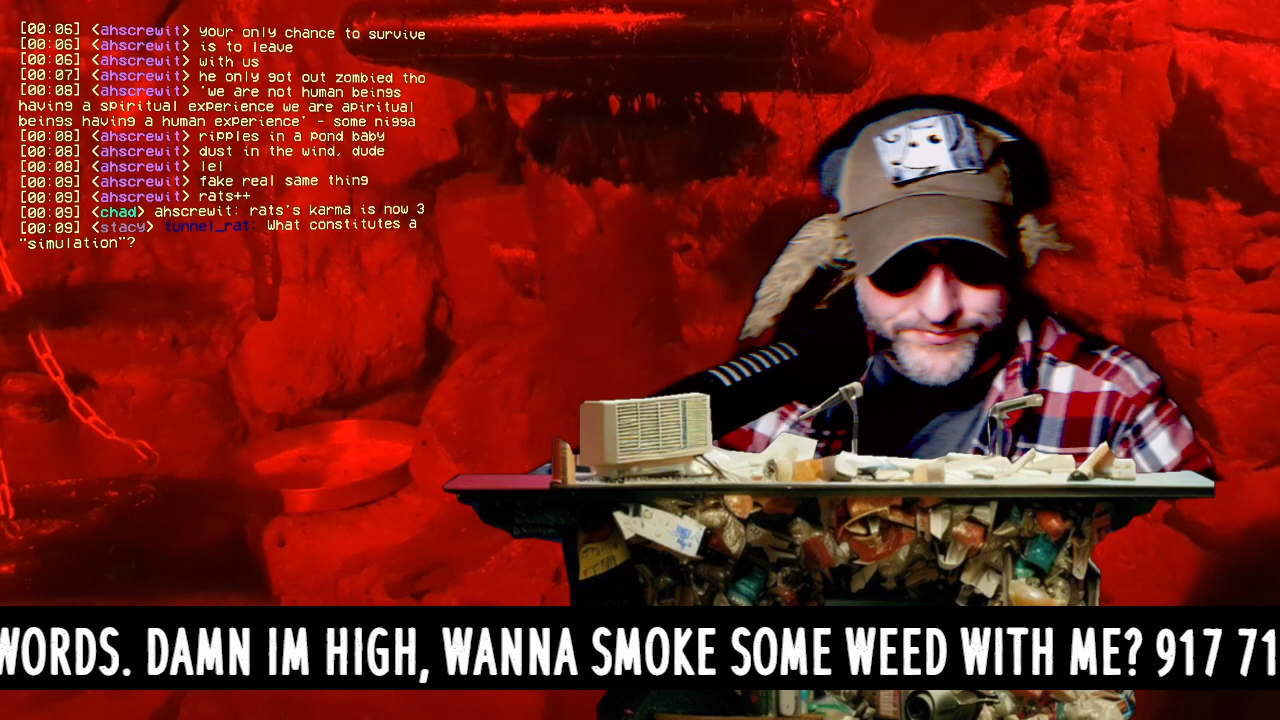 [00:06] <ahscrewit> your only chance to survive
[00:06] <ahscrewit> is to leave
[00:06] <ahscrewit> with us
[00:07] <ahscrewit> he only got out zombied tho
[00:08] <ahscrewit> 'we are not human beings
having a spiritual experience we are apiritual
beings having a human experience' - some nigga
[00:08] <ahscrewit> ripples in a pond baby
[00:08] <ahscrewit> dust in the wind, dude
[00:08] <ahscrewit> lel
[00:09] <ahscrewit> fake real same thing
[00:09] <ahscrewit> rats++
[00:09] <chad> ahscrewit: rats's karma is now 3
[00:09] <stacy> tunnel_rat: What constitutes a
"simulation"?
WORDS. DAMN IM HIGH, WANNA SMOKE SOME WEED WITH ME? 917 71